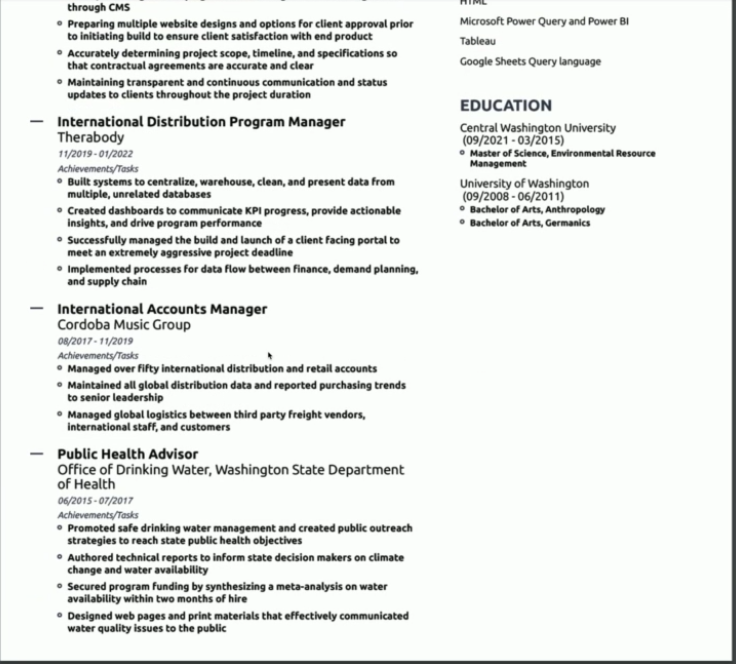 through CMS
Preparing multiple website designs and options for client approval prior
to initiating build to ensure client satisfaction with end product
Accurately determining project scope, timeline, and specifications so
that contractual agreements are accurate and clear
Maintaining transparent and continuous communication and status
updates to clients throughout the project duration
International Distribution Program Manager
Therabody
11/2019 - 01/2022
Achievements/Tasks
Built systems to centralize, warehouse, clean, and present data from
multiple, unrelated databases
Created dashboards to communicate KPI progress, provide actionable
insights, and drive program performance
Successfully managed the build and launch of a client facing portal to
meet an extremely aggressive project deadline
Implemented processes for data flow between finance, demand planning,
and supply chain
International Accounts Manager
Cordoba Music Group
08/2017 - 11/2019
Achievements/Tasks
Managed over fifty international distribution and retail accounts
Maintained all global distribution data and reported purchasing trends
to senior leadership
Managed global logistics between third party freight vendors,
international staff, and customers
Public Health Advisor
Office of Drinking Water, Washington State Department
of Health
06/2015 - 07/2017
Achievements/Tasks
Promoted safe drinking water management and created public outreach
strategies to reach state public health objectives
Authored technical reports to inform state decision makers on climate
change and water availability
Secured program funding by synthesizing a meta-analysis on water
availability within two months of hire
Designed web pages and print materials that effectively communicated
water quality issues to the public
HTML
Microsoft Power Query and Power BI
Tableau
Google Sheets Query language
EDUCATION
Central Washington University
(09/2021 - 03/2015)
Master of Science, Environmental Resource
Management
University of Washington
(09/2008 - 06/2011)
Bachelor of Arts, Anthropology
Bachelor of Arts, Germanics